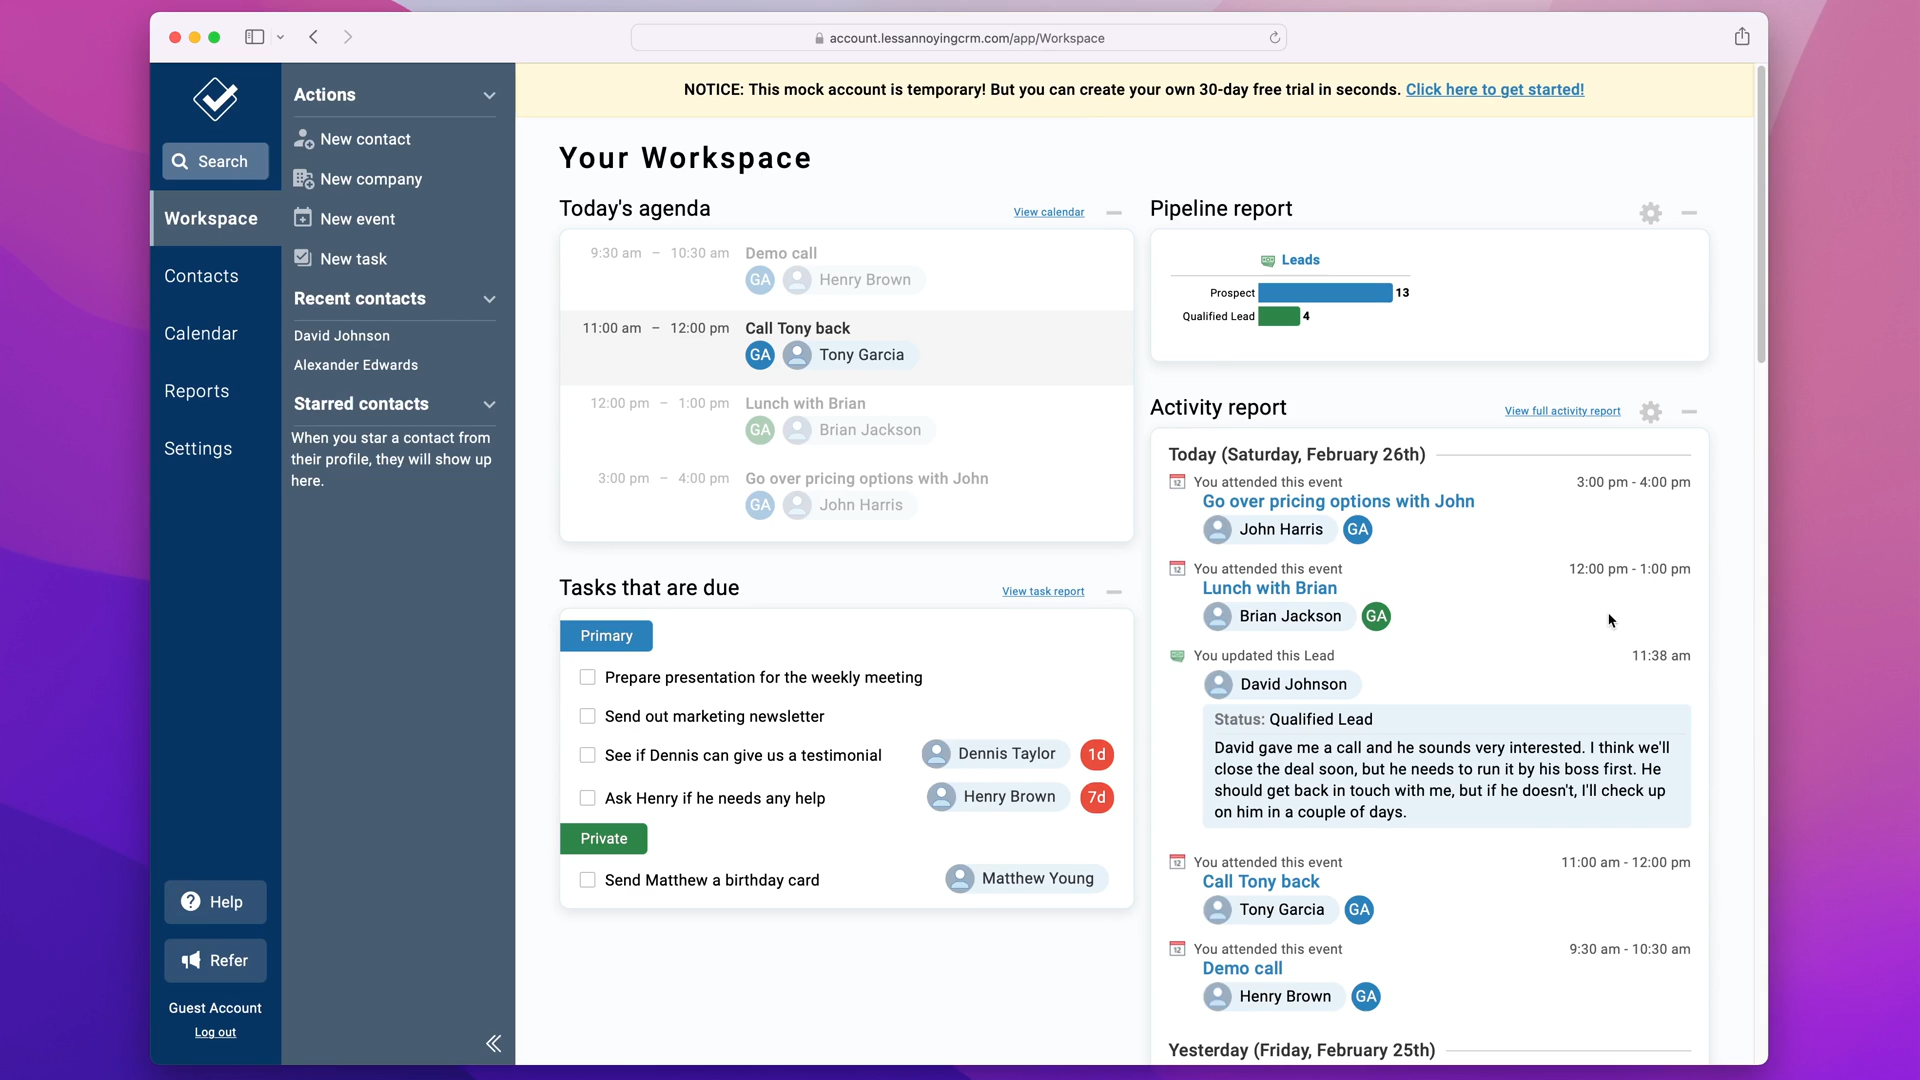 account.lessannoyingcrm.com/app/Workspace
NOTICE: This mock account is temporary! But you can create your own 30-day free trial in seconds. Click here to get started!
Search
Workspace
Contacts
Calendar
Reports
Settings
Help
Refer
Guest Account
Log out
Actions
New contact
New company
New event
New task
Recent contacts
David Johnson
Alexander Edwards
Starred contacts
When you star a contact from
their profile, they will show up
here.
Your Workspace
Today's agenda
View calendar
9:30 am – 10:30 am Demo call
GA Henry Brown
11:00 am – 12:00 pm Call Tony back
GA Tony Garcia
12:00 pm – 1:00 pm Lunch with Brian
GA Brian Jackson
3:00 pm – 4:00 pm Go over pricing options with John
GA John Harris
Tasks that are due
View task report
Primary
Prepare presentation for the weekly meeting
Send out marketing newsletter
See if Dennis can give us a testimonial Dennis Taylor 1d
Ask Henry if he needs any help Henry Brown 7d
Private
Send Matthew a birthday card Matthew Young
Pipeline report
Leads
Prospect 13
Qualified Lead 4
Activity report
View full activity report
Today (Saturday, February 26th)
12 You attended this event 3:00 pm - 4:00 pm
Go over pricing options with John
John Harris GA
12 You attended this event 12:00 pm - 1:00 pm
Lunch with Brian
Brian Jackson GA
You updated this Lead 11:38 am
David Johnson
Status: Qualified Lead
David gave me a call and he sounds very interested. I think we'll
close the deal soon, but he needs to run it by his boss first. He
should get back in touch with me, but if he doesn't, I'll check up
on him in a couple of days.
12 You attended this event 11:00 am - 12:00 pm
Call Tony back
Tony Garcia GA
12 You attended this event 9:30 am - 10:30 am
Demo call
Henry Brown GA
Yesterday (Friday, February 25th)